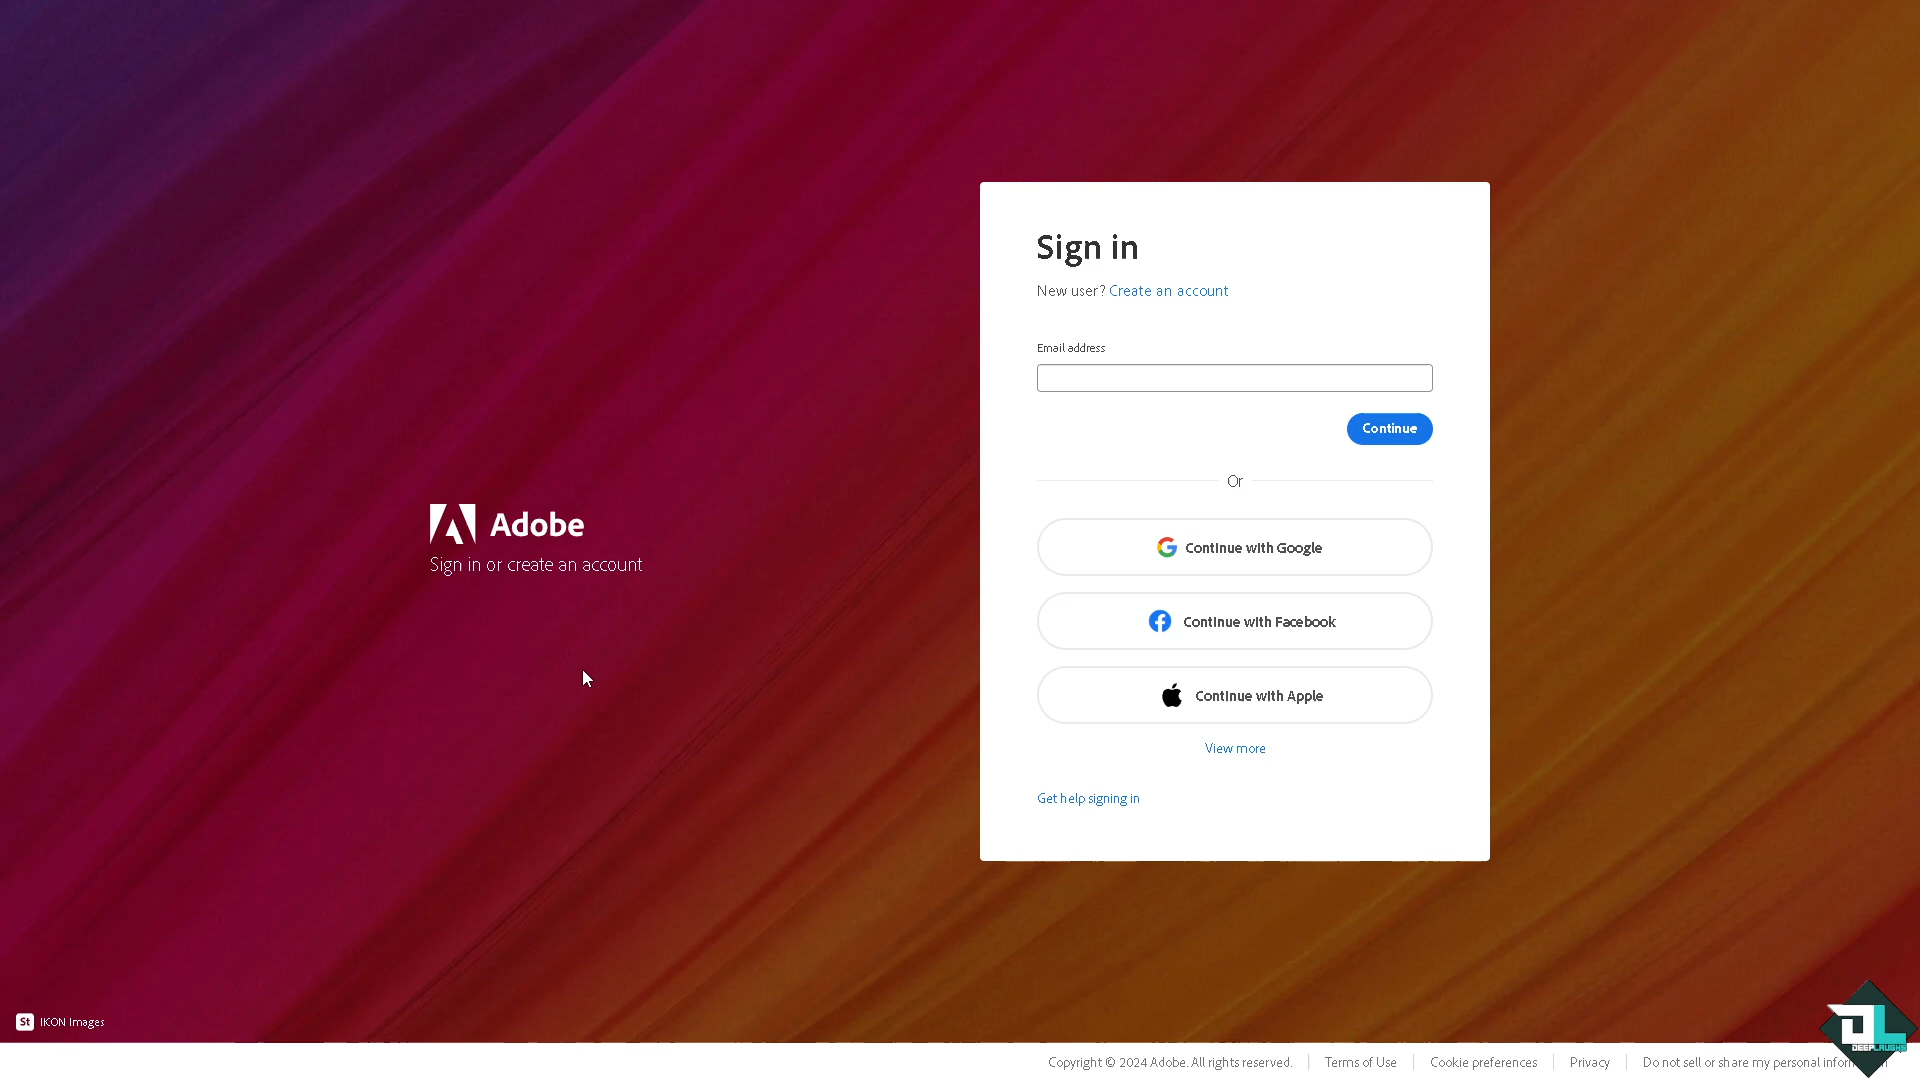 Sign in
New user? Create an account
Email address
Continue
Or
Continue with Google
Continue with Facebook
Continue with Apple
View more
Get help signing in
Adobe
Sign in or create an account
St IKON Images
Copyright © 2024 Adobe. All rights reserved. Terms of Use Cookie preferences Privacy Do not sell or share my personal
DEEPLAUGHS